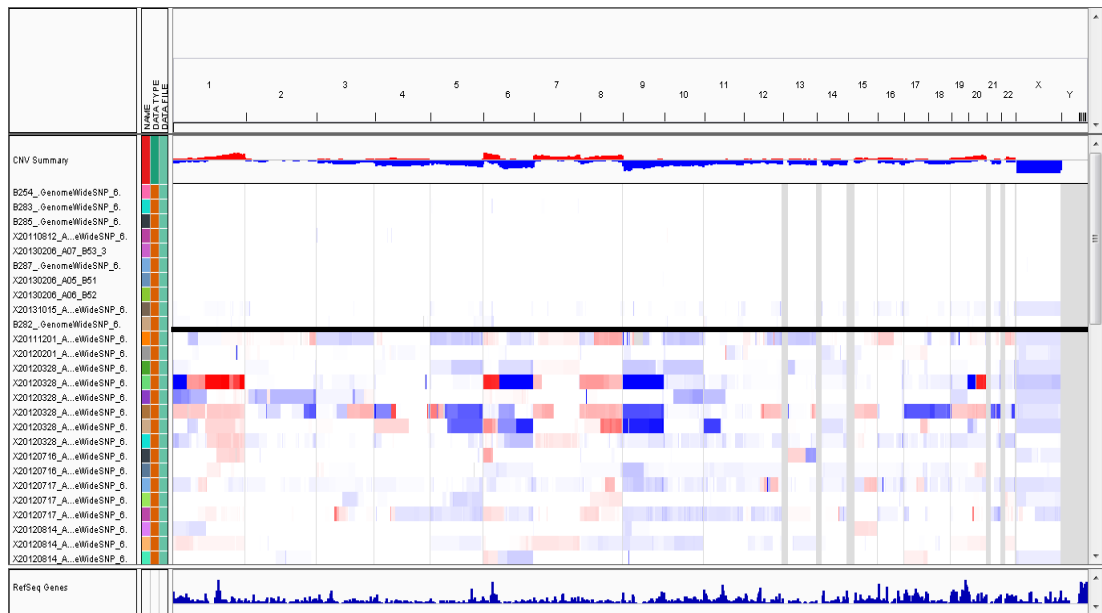 NAME
DATA TYPE
DATA FILE
1 2 3 4 5 6 7 8 9 10 11 12 13 14 15 16 17 18 19 20 21 22 X Y
CNV Summary
B254_.GenomeWideSNP_6.
B283_.GenomeWideSNP_6.
B285_.GenomeWideSNP_6.
X20110812_A...eWideSNP_6.
X20130206_A07_B53_3
B287_.GenomeWideSNP_6.
X20130206_A05_B51
X20130206_A06_B52
X20131015_A...eWideSNP_6.
B282_.GenomeWideSNP_6.
X20111201_A...eWideSNP_6.
X20120201_A...eWideSNP_6.
X20120328_A...eWideSNP_6.
X20120328_A...eWideSNP_6.
X20120328_A...eWideSNP_6.
X20120328_A...eWideSNP_6.
X20120328_A...eWideSNP_6.
X20120328_A...eWideSNP_6.
X20120716_A...eWideSNP_6.
X20120716_A...eWideSNP_6.
X20120717_A...eWideSNP_6.
X20120717_A...eWideSNP_6.
X20120717_A...eWideSNP_6.
X20120814_A...eWideSNP_6.
X20120814_A...eWideSNP_6.
X20120814_A...eWideSNP_6.
RefSeq Genes